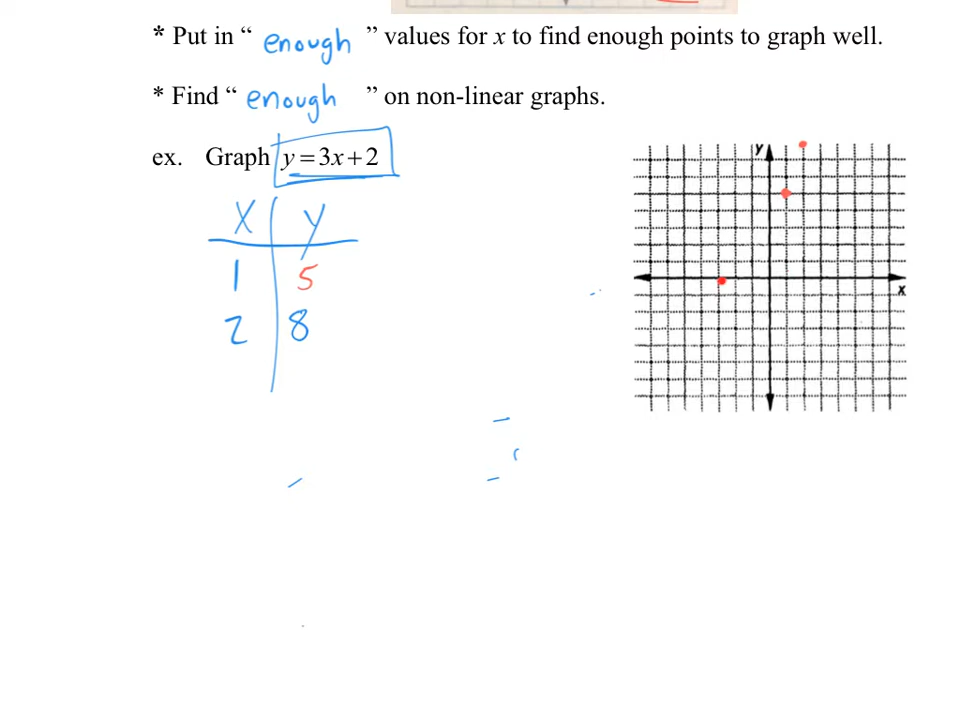 * Put in “ enough ” values for x to find enough points to graph well.
* Find “ enough ” on non-linear graphs.
ex. Graph y = 3x + 2
X Y
1 5
2 8
y
x